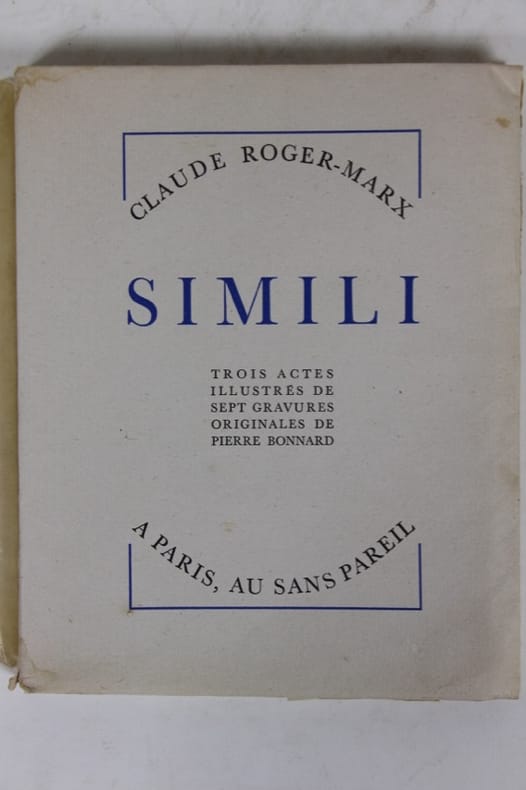 CLAUDE ROGER-MARX
SIMILI
TROIS ACTES
ILLUSTRÉS DE
SEPT GRAVURES
ORIGINALES DE
PIERRE BONNARD
A PARIS, AU SANS PAREIL